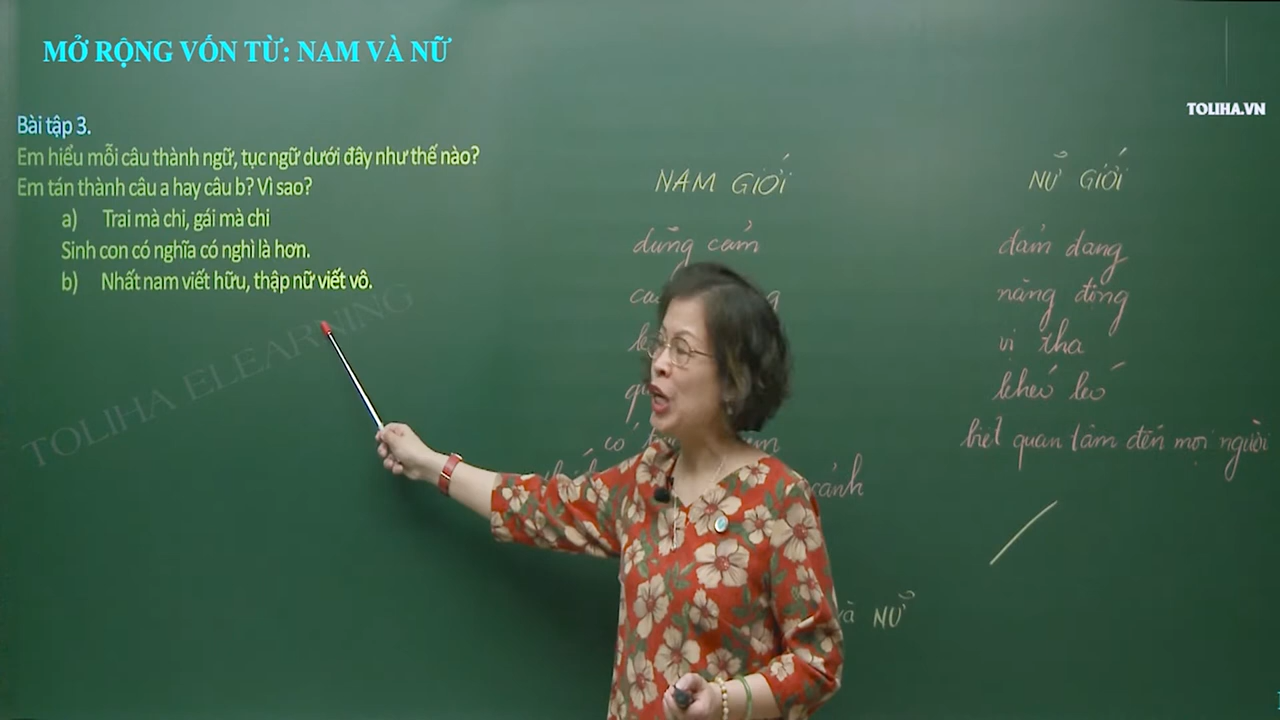 MỞ RỘNG VỐN TỪ: NAM VÀ NỮ
TOLIHA.VN
Bài tập 3.
Em hiểu mỗi câu thành ngữ, tục ngữ dưới đây như thế nào?
Em tán thành câu a hay câu b? Vì sao?
a) Trai mà chi, gái mà chi
Sinh con có nghĩa có nghì là hơn.
b) Nhất nam viết hữu, thập nữ viết vô.
TOLIHA ELEARNING
NAM GIỚI
dũng cảm
có
cảnh
NỮ GIỚI
đảm đang
năng động
vị tha
khéo léo
biết quan tâm đến mọi người
và NỮ